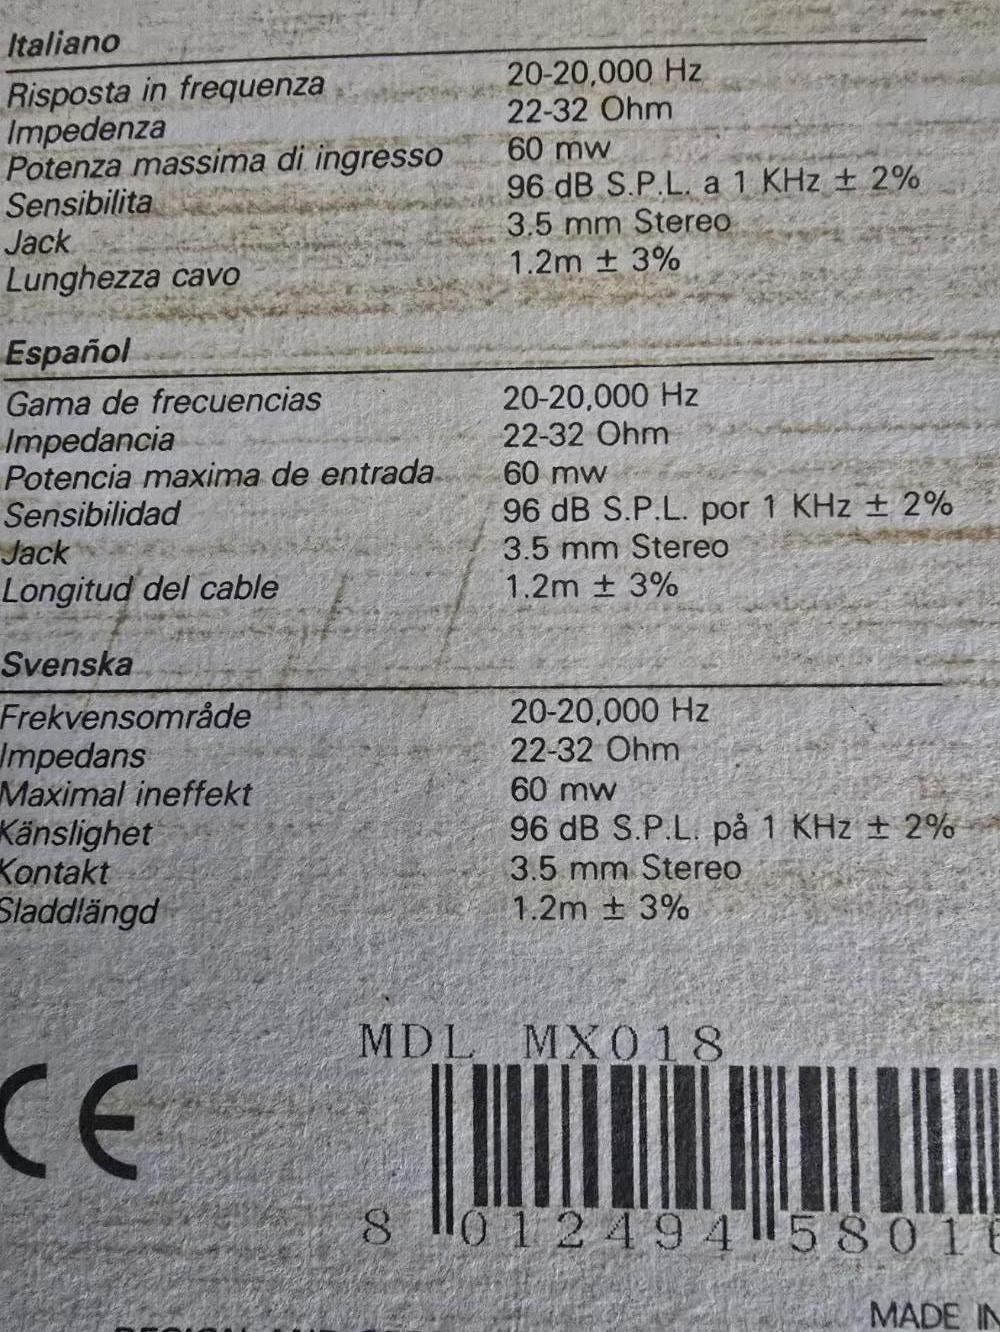 Italiano
Risposta in frequenza 20-20,000 Hz
Impedenza 22-32 Ohm
Potenza massima di ingresso 60 mw
Sensibilita 96 dB S.P.L. a 1 KHz ± 2%
Jack 3.5 mm Stereo
Lunghezza cavo 1.2m ± 3%
Español
Gama de frecuencias 20-20,000 Hz
Impedancia 22-32 Ohm
Potencia maxima de entrada 60 mw
Sensibilidad 96 dB S.P.L. por 1 KHz ± 2%
Jack 3.5 mm Stereo
Longitud del cable 1.2m ± 3%
Svenska
Frekvensområde 20-20,000 Hz
Impedans 22-32 Ohm
Maximal ineffekt 60 mw
Känslighet 96 dB S.P.L. på 1 KHz ± 2%
Kontakt 3.5 mm Stereo
Sladdlängd 1.2m ± 3%
MDL MX018
CE
8 012494 58016
MADE IN